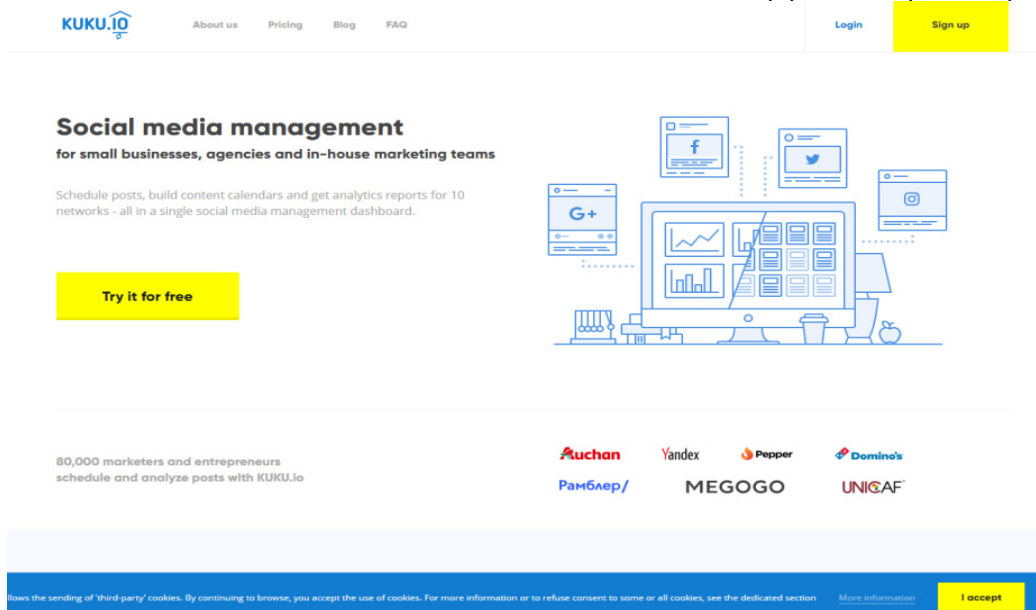 KUKU.IO
About us Pricing Blog FAQ
Login Sign up
Social media management
for small businesses, agencies and in-house marketing teams
Schedule posts, build content calendars and get analytics reports for 10
networks - all in a single social media management dashboard.
Try it for free
f
G+
80,000 marketers and entrepreneurs
schedule and analyze posts with KUKU.io
Auchan Yandex Pepper Domino's
Рамблер/ MEGOGO UNICAF
llows the sending of 'third-party' cookies. By continuing to browse, you accept the use of cookies. For more information or to refuse consent to some or all cookies, see the dedicated section More information I accept